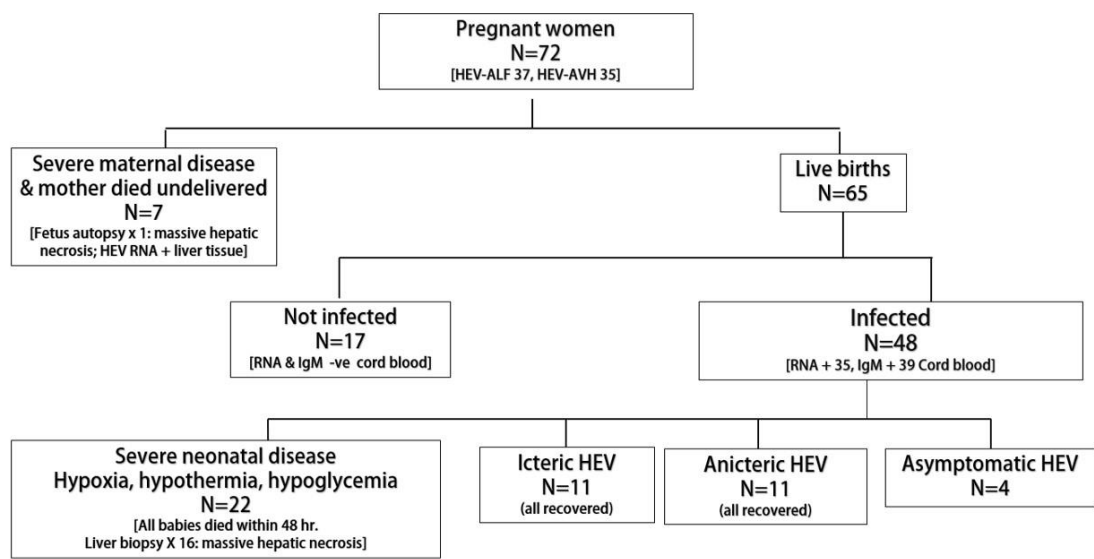 Pregnant women
N=72
[HEV-ALF 37, HEV-AVH 35]
Severe maternal disease
& mother died undelivered
N=7
[Fetus autopsy x 1: massive hepatic
necrosis; HEV RNA + liver tissue]
Live births
N=65
Not infected
N=17
[RNA & IgM -ve cord blood]
Infected
N=48
[RNA + 35, IgM + 39 Cord blood]
Severe neonatal disease
Hypoxia, hypothermia, hypoglycemia
N=22
[All babies died within 48 hr.
Liver biopsy X 16: massive hepatic necrosis]
Icteric HEV
N=11
(all recovered)
Anicteric HEV
N=11
(all recovered)
Asymptomatic HEV
N=4